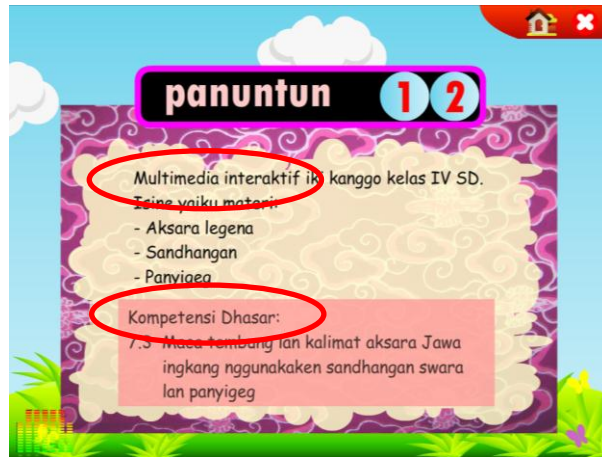 panuntun 1 2
Multimedia interaktif iki kanggo kelas IV SD.
Isine yaiku materi:
- Aksara legena
- Sandhangan
- Panyigeg
Kompetensi Dhasar:
7.3 Maca tembang lan kalimat aksara Jawa
ingkang nggunakaken sandhangan swara
lan panyigeg